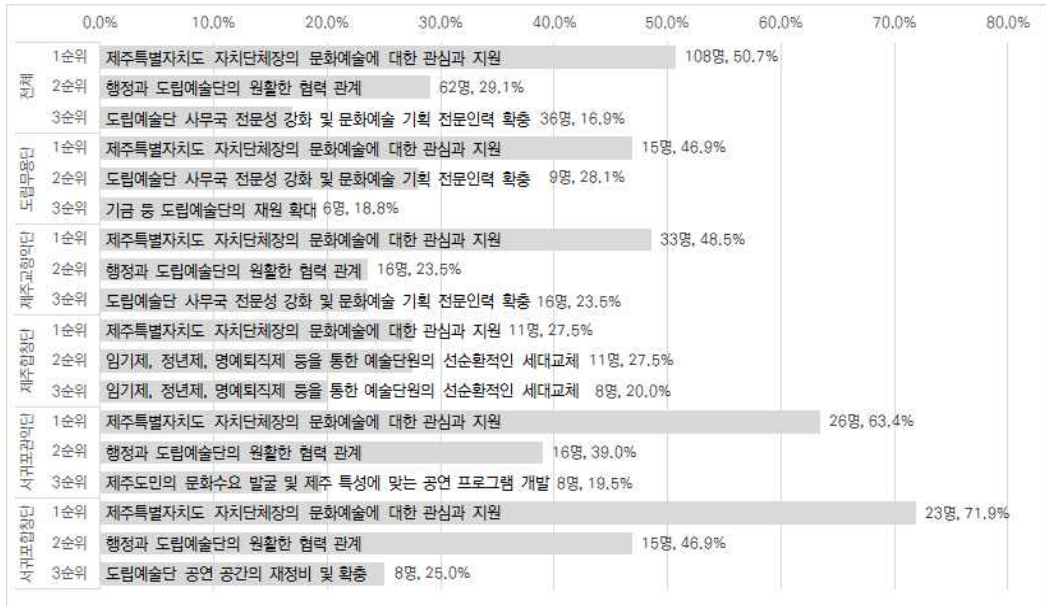 0.0% 10.0% 20.0% 30.0% 40.0% 50.0% 60.0% 70.0% 80.0%
전체
1순위 제주특별자치도 자치단체장의 문화예술에 대한 관심과 지원 108명, 50.7%
2순위 행정과 도립예술단의 원활한 협력 관계 62명, 29.1%
3순위 도립예술단 사무국 전문성 강화 및 문화예술 기획 전문인력 확충 36명, 16.9%
도립무용단
1순위 제주특별자치도 자치단체장의 문화예술에 대한 관심과 지원 15명, 46.9%
2순위 도립예술단 사무국 전문성 강화 및 문화예술 기획 전문인력 확충 9명, 28.1%
3순위 기금 등 도립예술단의 재원 확대 6명, 18.8%
제주교향악단
1순위 제주특별자치도 자치단체장의 문화예술에 대한 관심과 지원 33명, 48.5%
2순위 행정과 도립예술단의 원활한 협력 관계 16명, 23.5%
3순위 도립예술단 사무국 전문성 강화 및 문화예술 기획 전문인력 확충 16명, 23.5%
제주합창단
1순위 제주특별자치도 자치단체장의 문화예술에 대한 관심과 지원 11명, 27.5%
2순위 임기제, 정년제, 명예퇴직제 등을 통한 예술단원의 선순환적인 세대교체 11명, 27.5%
3순위 임기제, 정년제, 명예퇴직제 등을 통한 예술단원의 선순환적인 세대교체 8명, 20.0%
서귀포관악단
1순위 제주특별자치도 자치단체장의 문화예술에 대한 관심과 지원 26명, 63.4%
2순위 행정과 도립예술단의 원활한 협력 관계 16명, 39.0%
3순위 제주도민의 문화수요 발굴 및 제주 특성에 맞는 공연 프로그램 개발 8명, 19.5%
서귀포합창단
1순위 제주특별자치도 자치단체장의 문화예술에 대한 관심과 지원 23명, 71.9%
2순위 행정과 도립예술단의 원활한 협력 관계 15명, 46.9%
3순위 도립예술단 공연 공간의 재정비 및 확충 8명, 25.0%